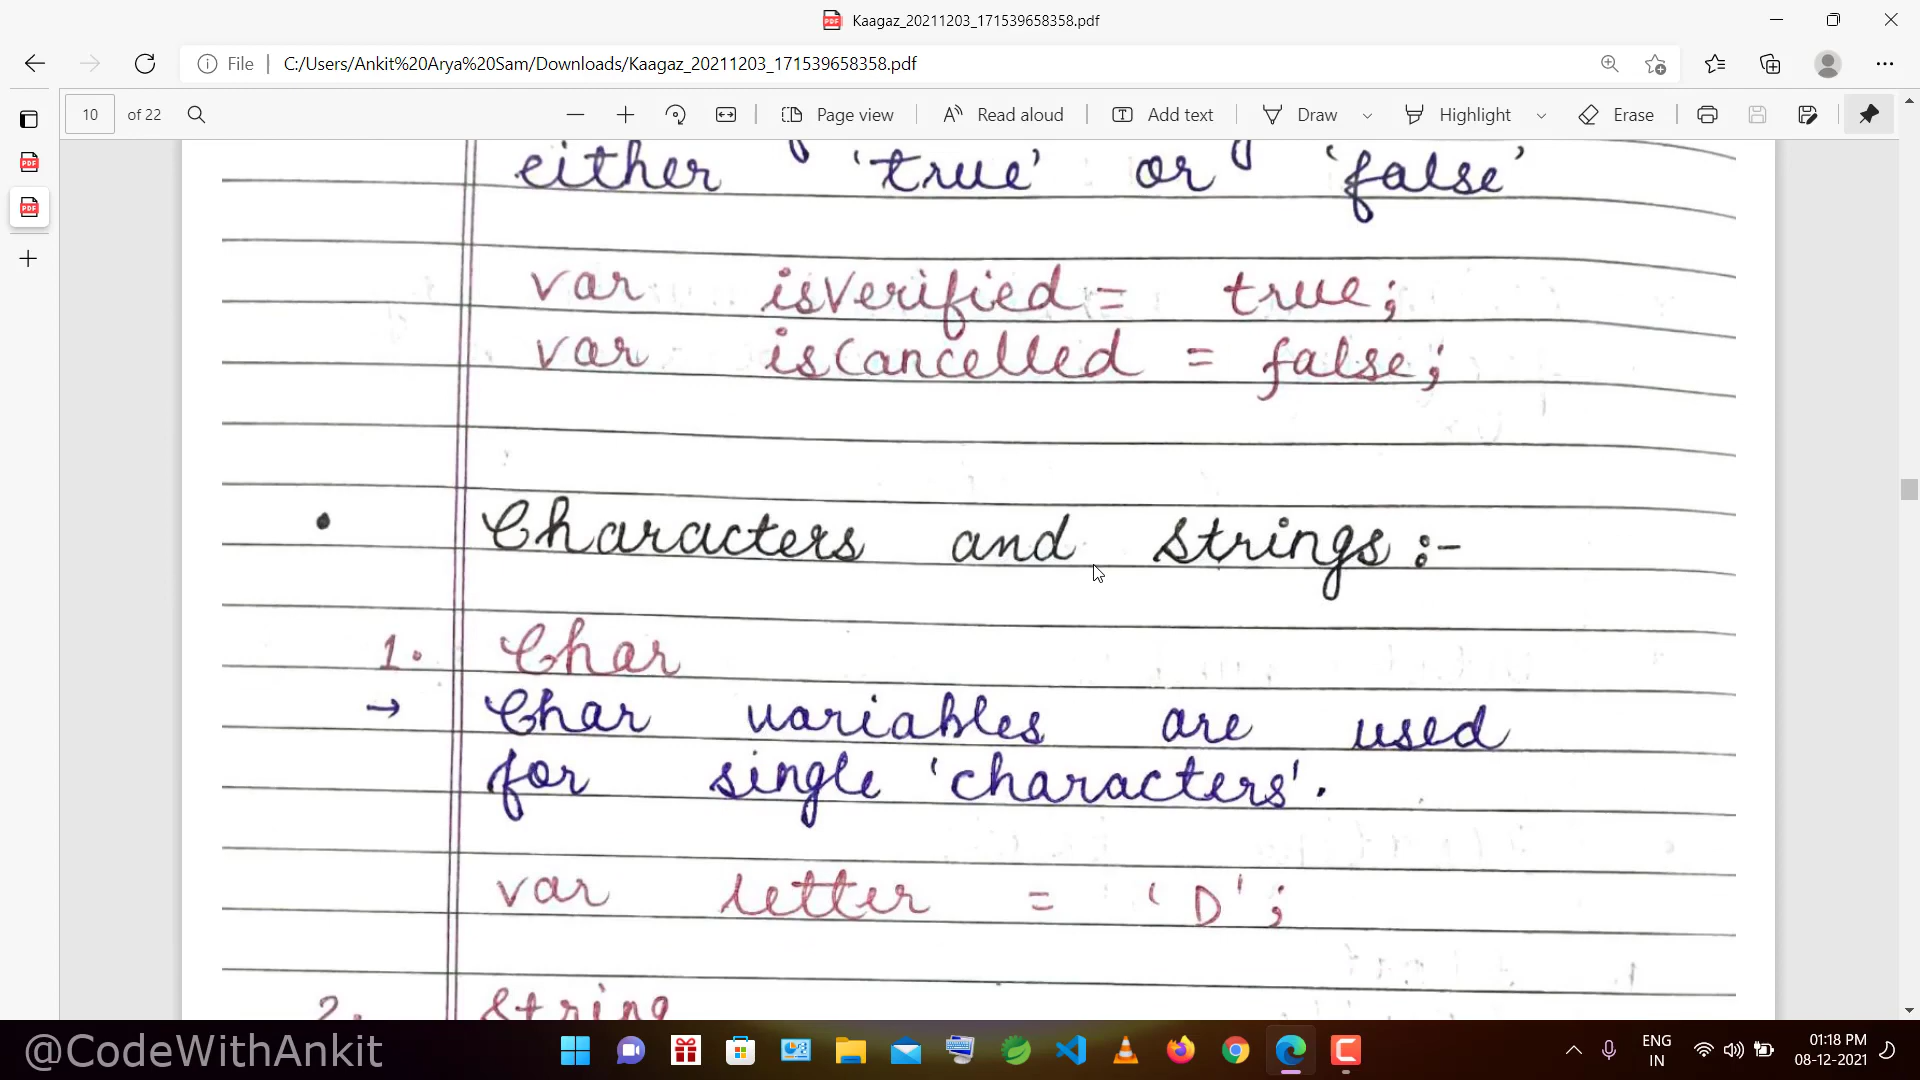 Kaagaz_20211203_171539658358.pdf
File
C:/Users/Ankit%20Arya%20Sam/Downloads/Kaagaz_20211203_171539658358.pdf
10 of 22
Page view
Read aloud
Add text
Draw
Highlight
Erase
either 'true' or 'false'
var isVerified = true;
var isCancelled = false;
• Characters and Strings :-
1. Char
→ Char variables are used
for single 'characters'.
var letter = 'D';
2. String
@CodeWithAnkit
ENG
IN
01:18 PM
08-12-2021